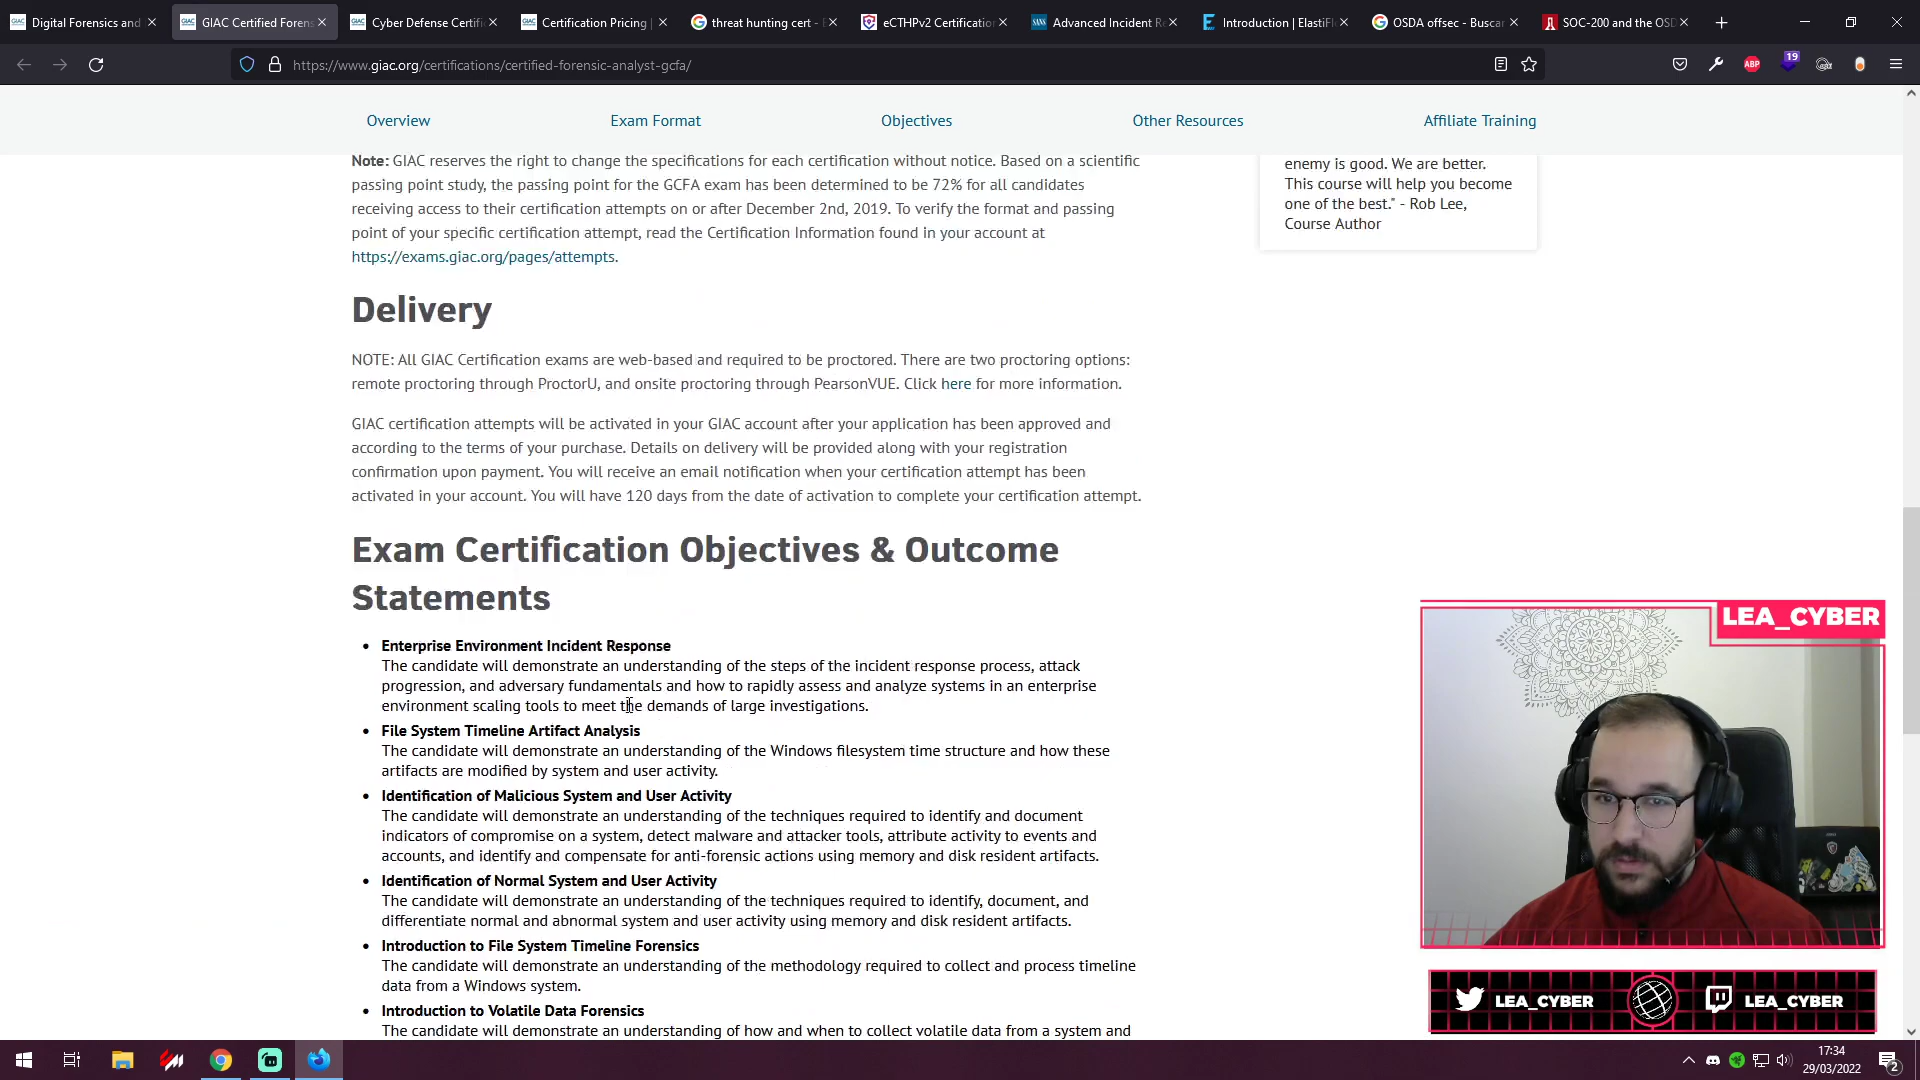 Digital Forensics and
GIAC Certified Forens
Cyber Defense Certific
Certification Pricing |
threat hunting cert - B
eCTHPv2 Certification
Advanced Incident Re
Introduction | ElastiFl
OSDA offsec - Buscar
SOC-200 and the OSD
https://www.giac.org/certifications/certified-forensic-analyst-gcfa/
ABP
19
Overview
Exam Format
Objectives
Other Resources
Affiliate Training
Note: GIAC reserves the right to change the specifications for each certification without notice. Based on a scientific
passing point study, the passing point for the GCFA exam has been determined to be 72% for all candidates
receiving access to their certification attempts on or after December 2nd, 2019. To verify the format and passing
point of your specific certification attempt, read the Certification Information found in your account at
https://exams.giac.org/pages/attempts.
enemy is good. We are better.
This course will help you become
one of the best." - Rob Lee,
Course Author
Delivery
NOTE: All GIAC Certification exams are web-based and required to be proctored. There are two proctoring options:
remote proctoring through ProctorU, and onsite proctoring through PearsonVUE. Click here for more information.
GIAC certification attempts will be activated in your GIAC account after your application has been approved and
according to the terms of your purchase. Details on delivery will be provided along with your registration
confirmation upon payment. You will receive an email notification when your certification attempt has been
activated in your account. You will have 120 days from the date of activation to complete your certification attempt.
Exam Certification Objectives & Outcome
Statements
• Enterprise Environment Incident Response
The candidate will demonstrate an understanding of the steps of the incident response process, attack
progression, and adversary fundamentals and how to rapidly assess and analyze systems in an enterprise
environment scaling tools to meet the demands of large investigations.
• File System Timeline Artifact Analysis
The candidate will demonstrate an understanding of the Windows filesystem time structure and how these
artifacts are modified by system and user activity.
• Identification of Malicious System and User Activity
The candidate will demonstrate an understanding of the techniques required to identify and document
indicators of compromise on a system, detect malware and attacker tools, attribute activity to events and
accounts, and identify and compensate for anti-forensic actions using memory and disk resident artifacts.
• Identification of Normal System and User Activity
The candidate will demonstrate an understanding of the techniques required to identify, document, and
differentiate normal and abnormal system and user activity using memory and disk resident artifacts.
• Introduction to File System Timeline Forensics
The candidate will demonstrate an understanding of the methodology required to collect and process timeline
data from a Windows system.
• Introduction to Volatile Data Forensics
The candidate will demonstrate an understanding of how and when to collect volatile data from a system and
LEA_CYBER
LEA_CYBER
LEA_CYBER
17:34
29/03/2022
2